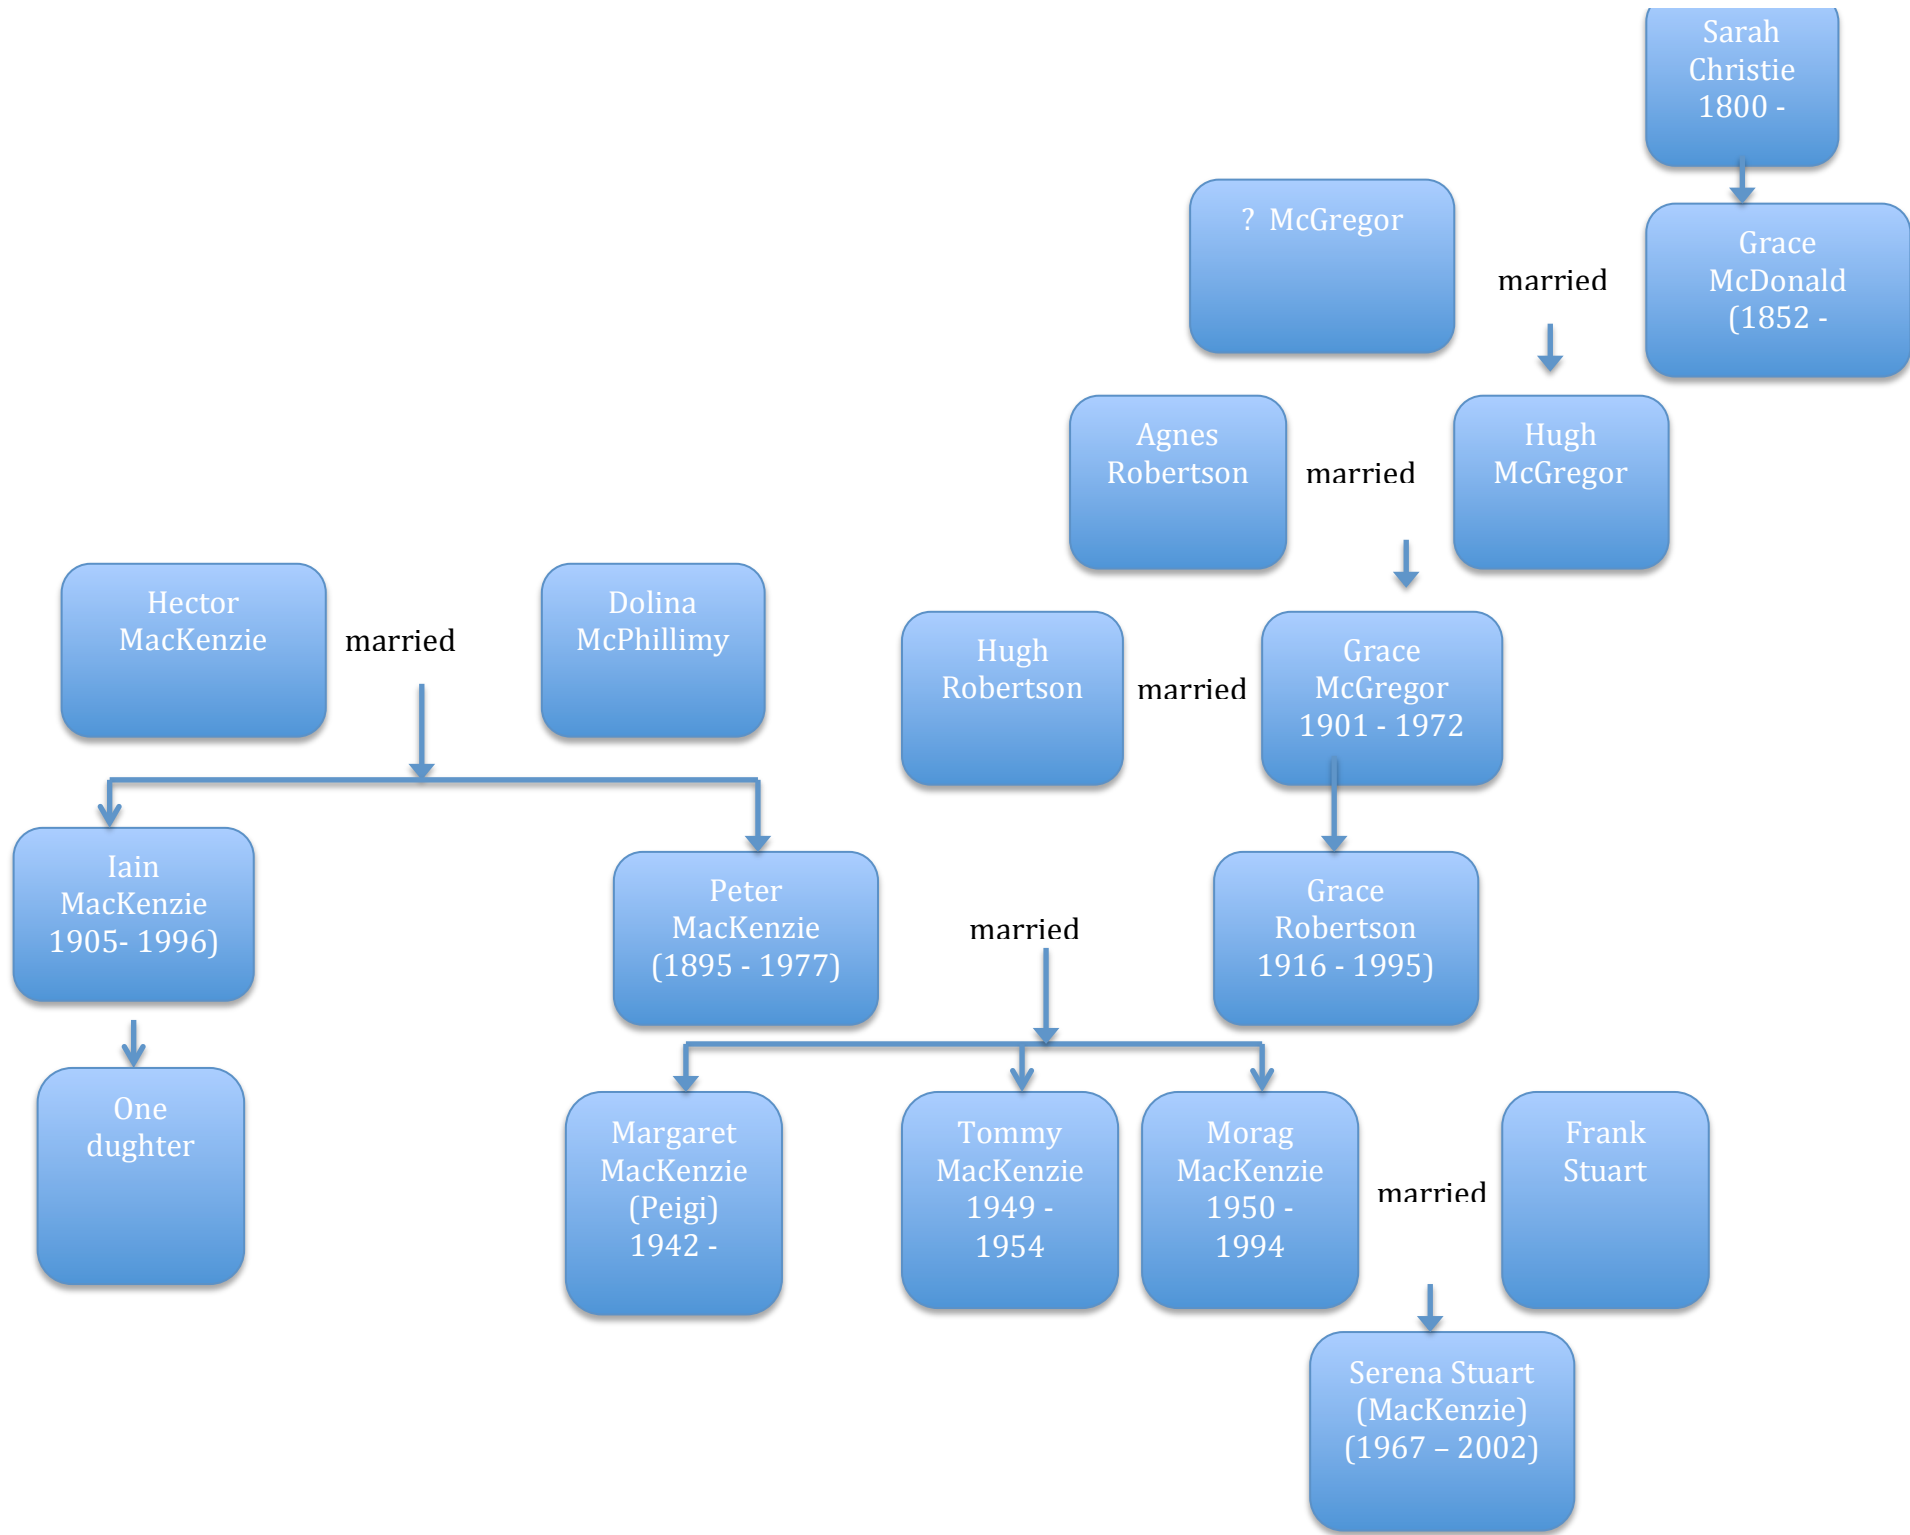 Sarah
Christie
1800 -
? McGregor
married
Grace
McDonald
(1852 -
Agnes
Robertson
married
Hugh
McGregor
Hector
MacKenzie
married
Dolina
McPhillimy
Hugh
Robertson
married
Grace
McGregor
1901 - 1972
Iain
MacKenzie
1905- 1996)
Peter
MacKenzie
(1895 - 1977)
married
Grace
Robertson
1916 - 1995)
One
dughter
Margaret
MacKenzie
(Peigi)
1942 -
Tommy
MacKenzie
1949 -
1954
Morag
MacKenzie
1950 -
1994
married
Frank
Stuart
Serena Stuart
(MacKenzie)
(1967 – 2002)